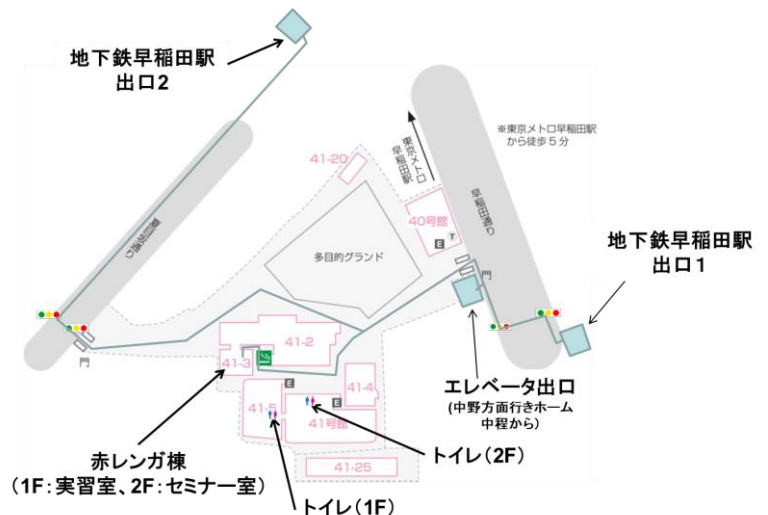 地下鉄早稲田駅
出口2
※東京メトロ早稲田駅
から徒歩5分
東京メトロ
早稲田駅
41-20
40号館
早稲田通り
E
T
多目的グランド
門
地下鉄早稲田駅
出口1
門
41-2
41-3
41-4
エレベータ出口
(中野方面行きホーム
中程から)
E
E
41-5
41号館
41-25
赤レンガ棟
(1F:実習室、2F:セミナー室)
トイレ(2F)
トイレ(1F)